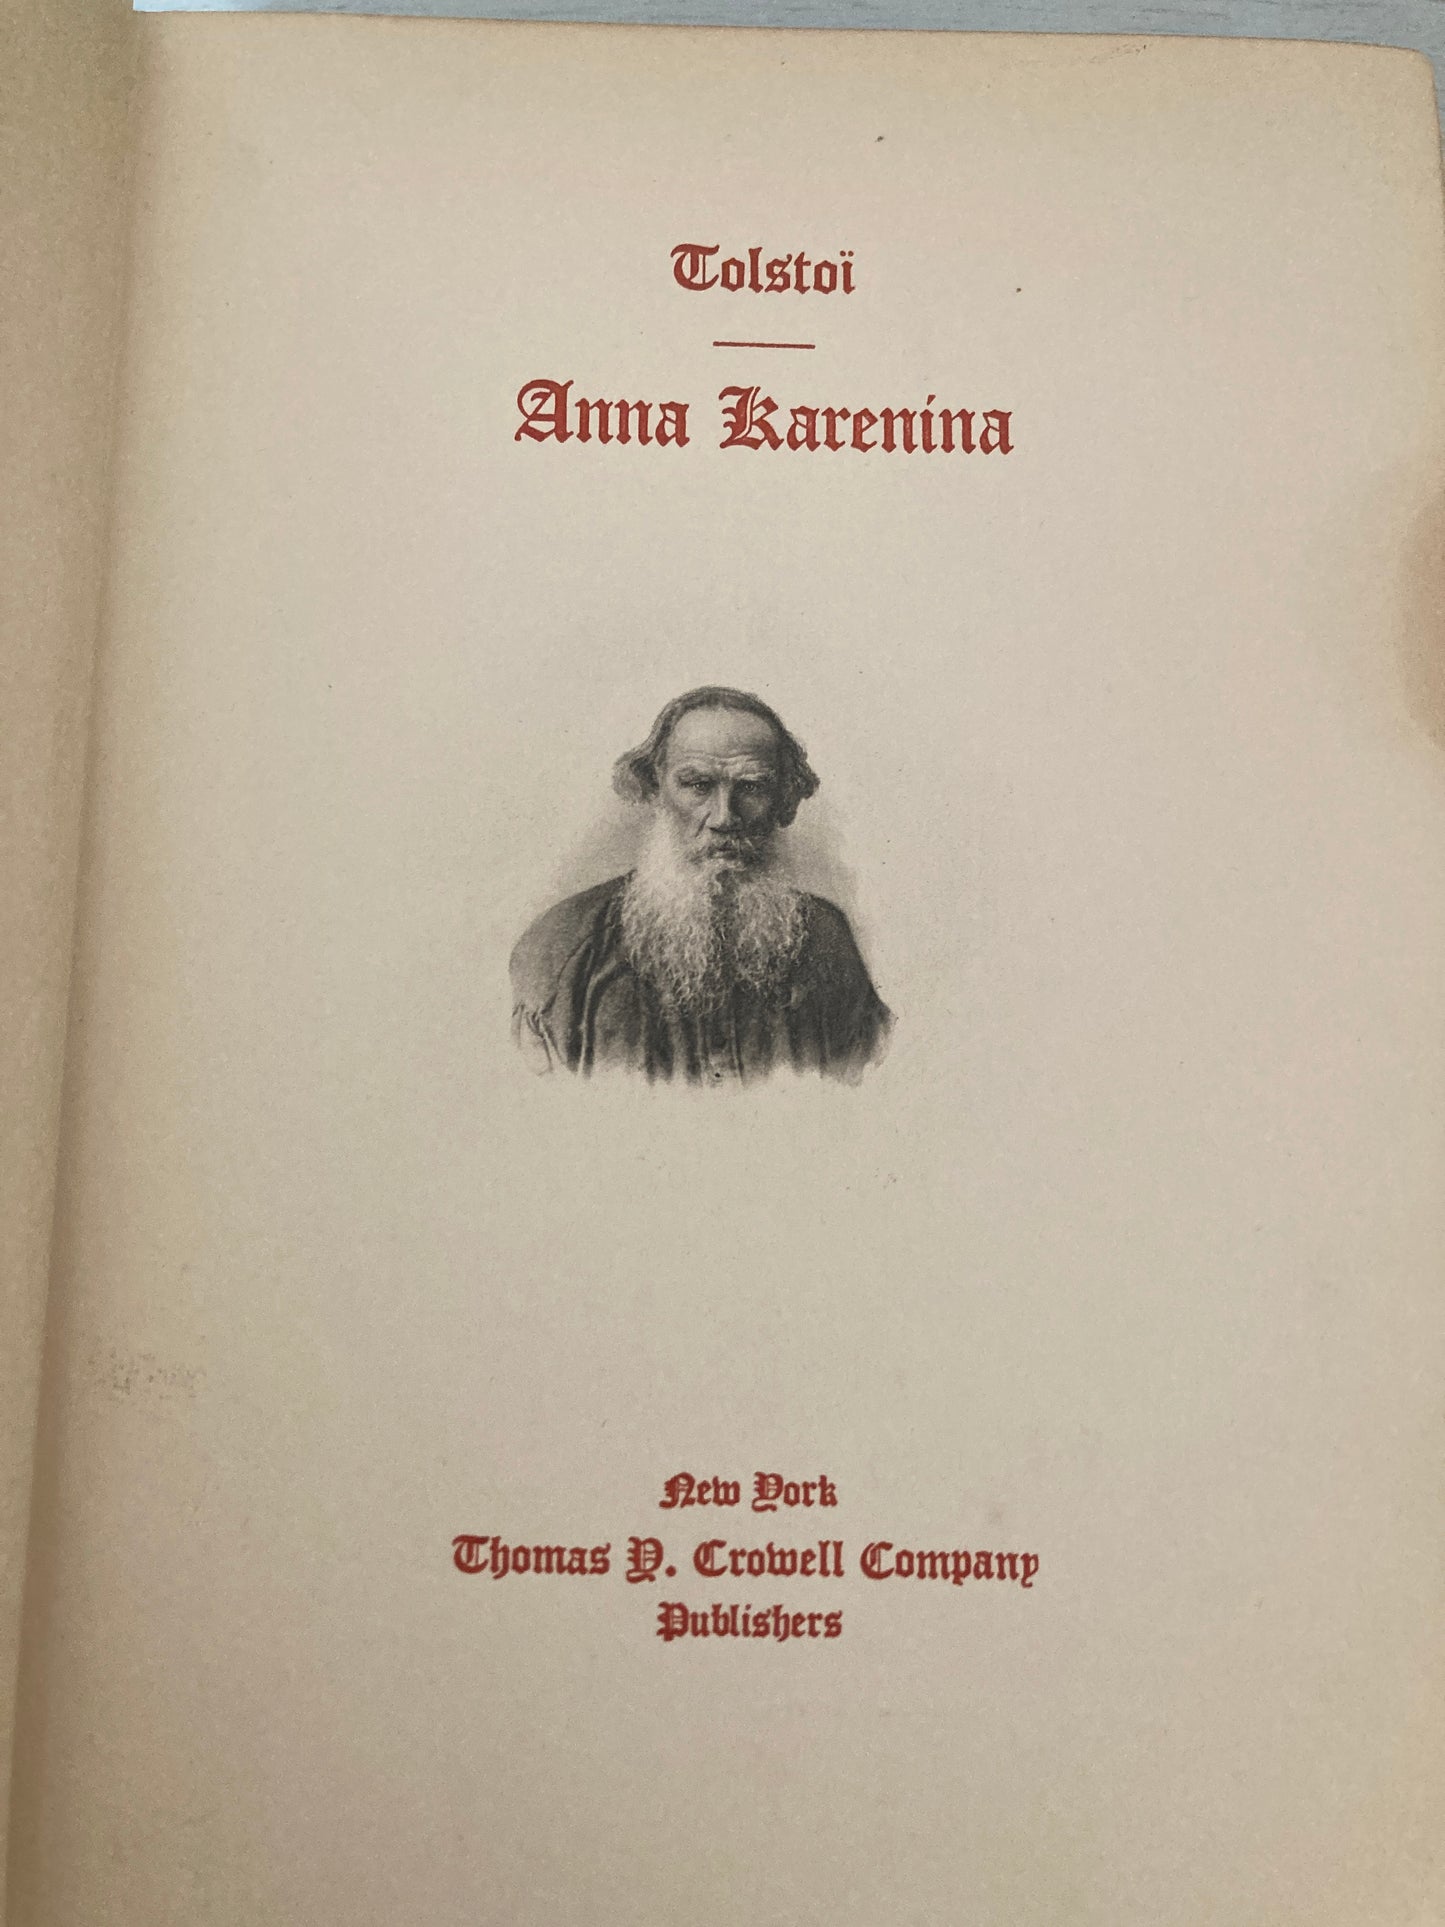 Tolstoï
Anna Karenina
New York
Thomas Y. Crowell Company
Publishers